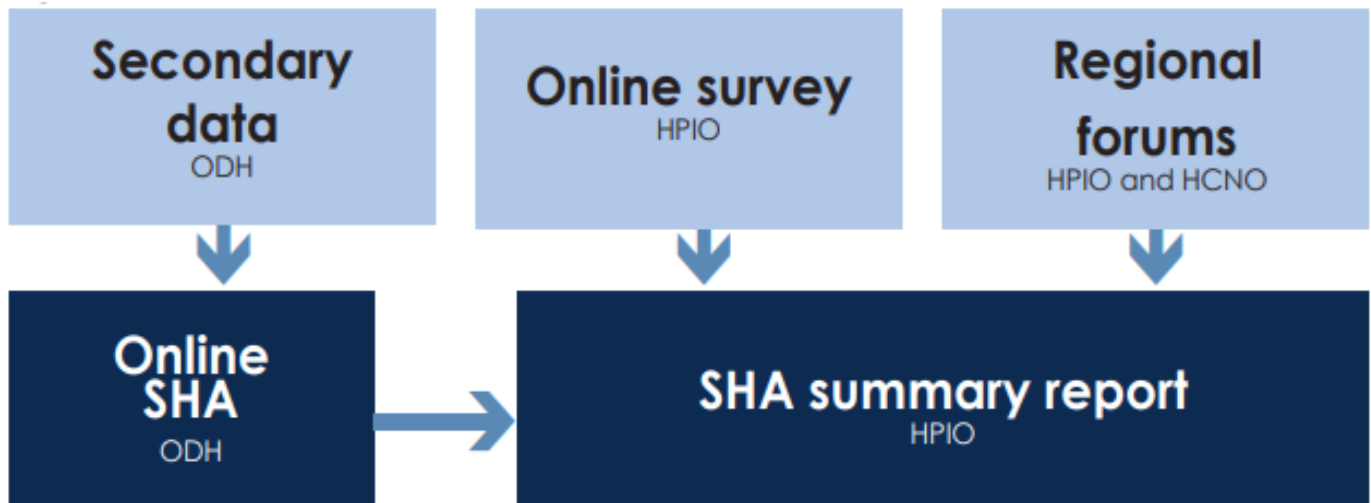 Secondary
data
ODH
Online survey
HPIO
Regional
forums
HPIO and HCNO
Online
SHA
ODH
SHA summary report
HPIO